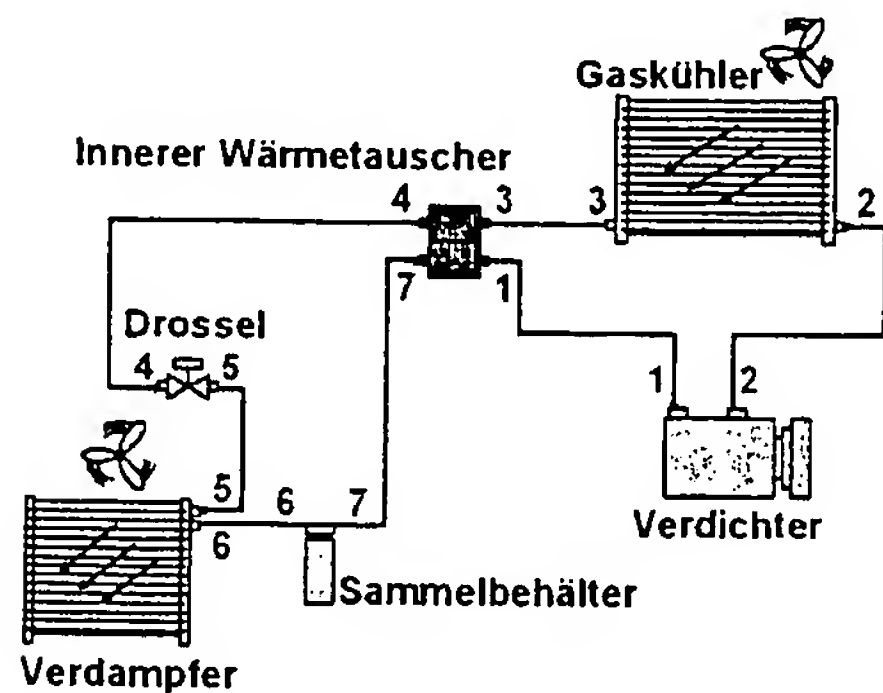 Gaskühler
Innerer Wärmetauscher
4 3 3 2
7 1
Drossel
4 5
1 2
5
6 6 7
Verdichter
Sammelbehälter
Verdampfer